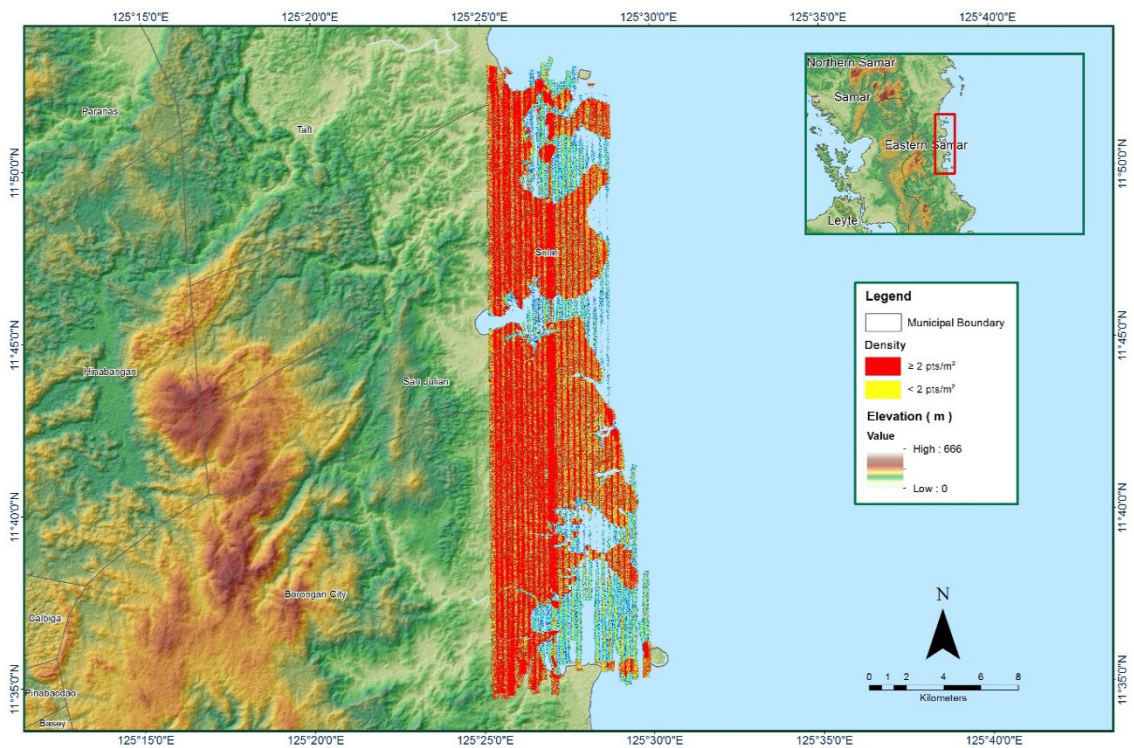 125°15'0"E 125°20'0"E 125°25'0"E 125°30'0"E 125°35'0"E 125°40'0"E
Northern Samar
Samar
Eastern Samar
Leyte
Paranas
Taft
11°50'0"N 11°50'0"N
Sulat
11°45'0"N 11°45'0"N
Hinabangan
San Julian
Legend
Municipal Boundary
Density
≥ 2 pts/m²
< 2 pts/m²
Elevation ( m )
Value
High : 666
Low : 0
11°40'0"N 11°40'0"N
Borongan City
Calbiga
N
11°35'0"N 11°35'0"N
Pinabacdao
Basey
0 1 2 4 6 8
Kilometers
125°15'0"E 125°20'0"E 125°25'0"E 125°30'0"E 125°35'0"E 125°40'0"E